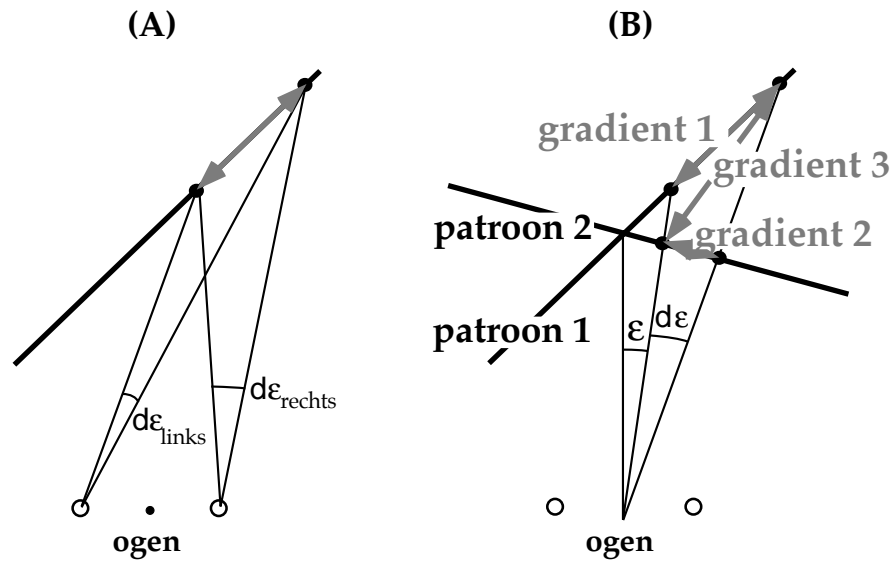 (A)
(B)
gradient 1
gradient 3
patroon 2
gradient 2
patroon 1
ε
dε
dεlinks
dεrechts
ogen
ogen